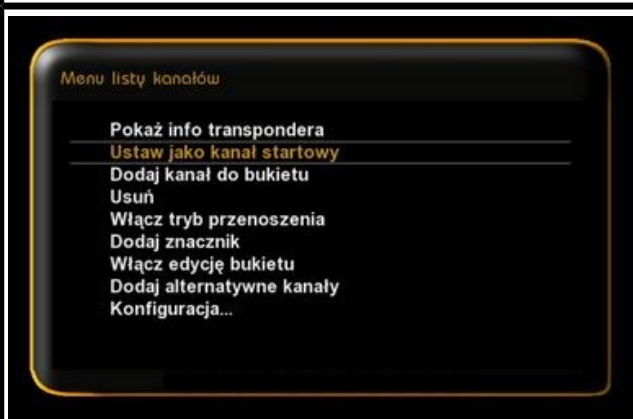 Menu listy kanałów
Pokaż info transpondera
Ustaw jako kanał startowy
Dodaj kanał do bukietu
Usuń
Włącz tryb przenoszenia
Dodaj znacznik
Włącz edycję bukietu
Dodaj alternatywne kanały
Konfiguracja...